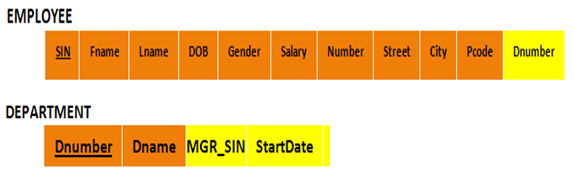 EMPLOYEE
SIN Fname Lname DOB Gender Salary Number Street City Pcode Dnumber
DEPARTMENT
Dnumber Dname MGR_SIN StartDate